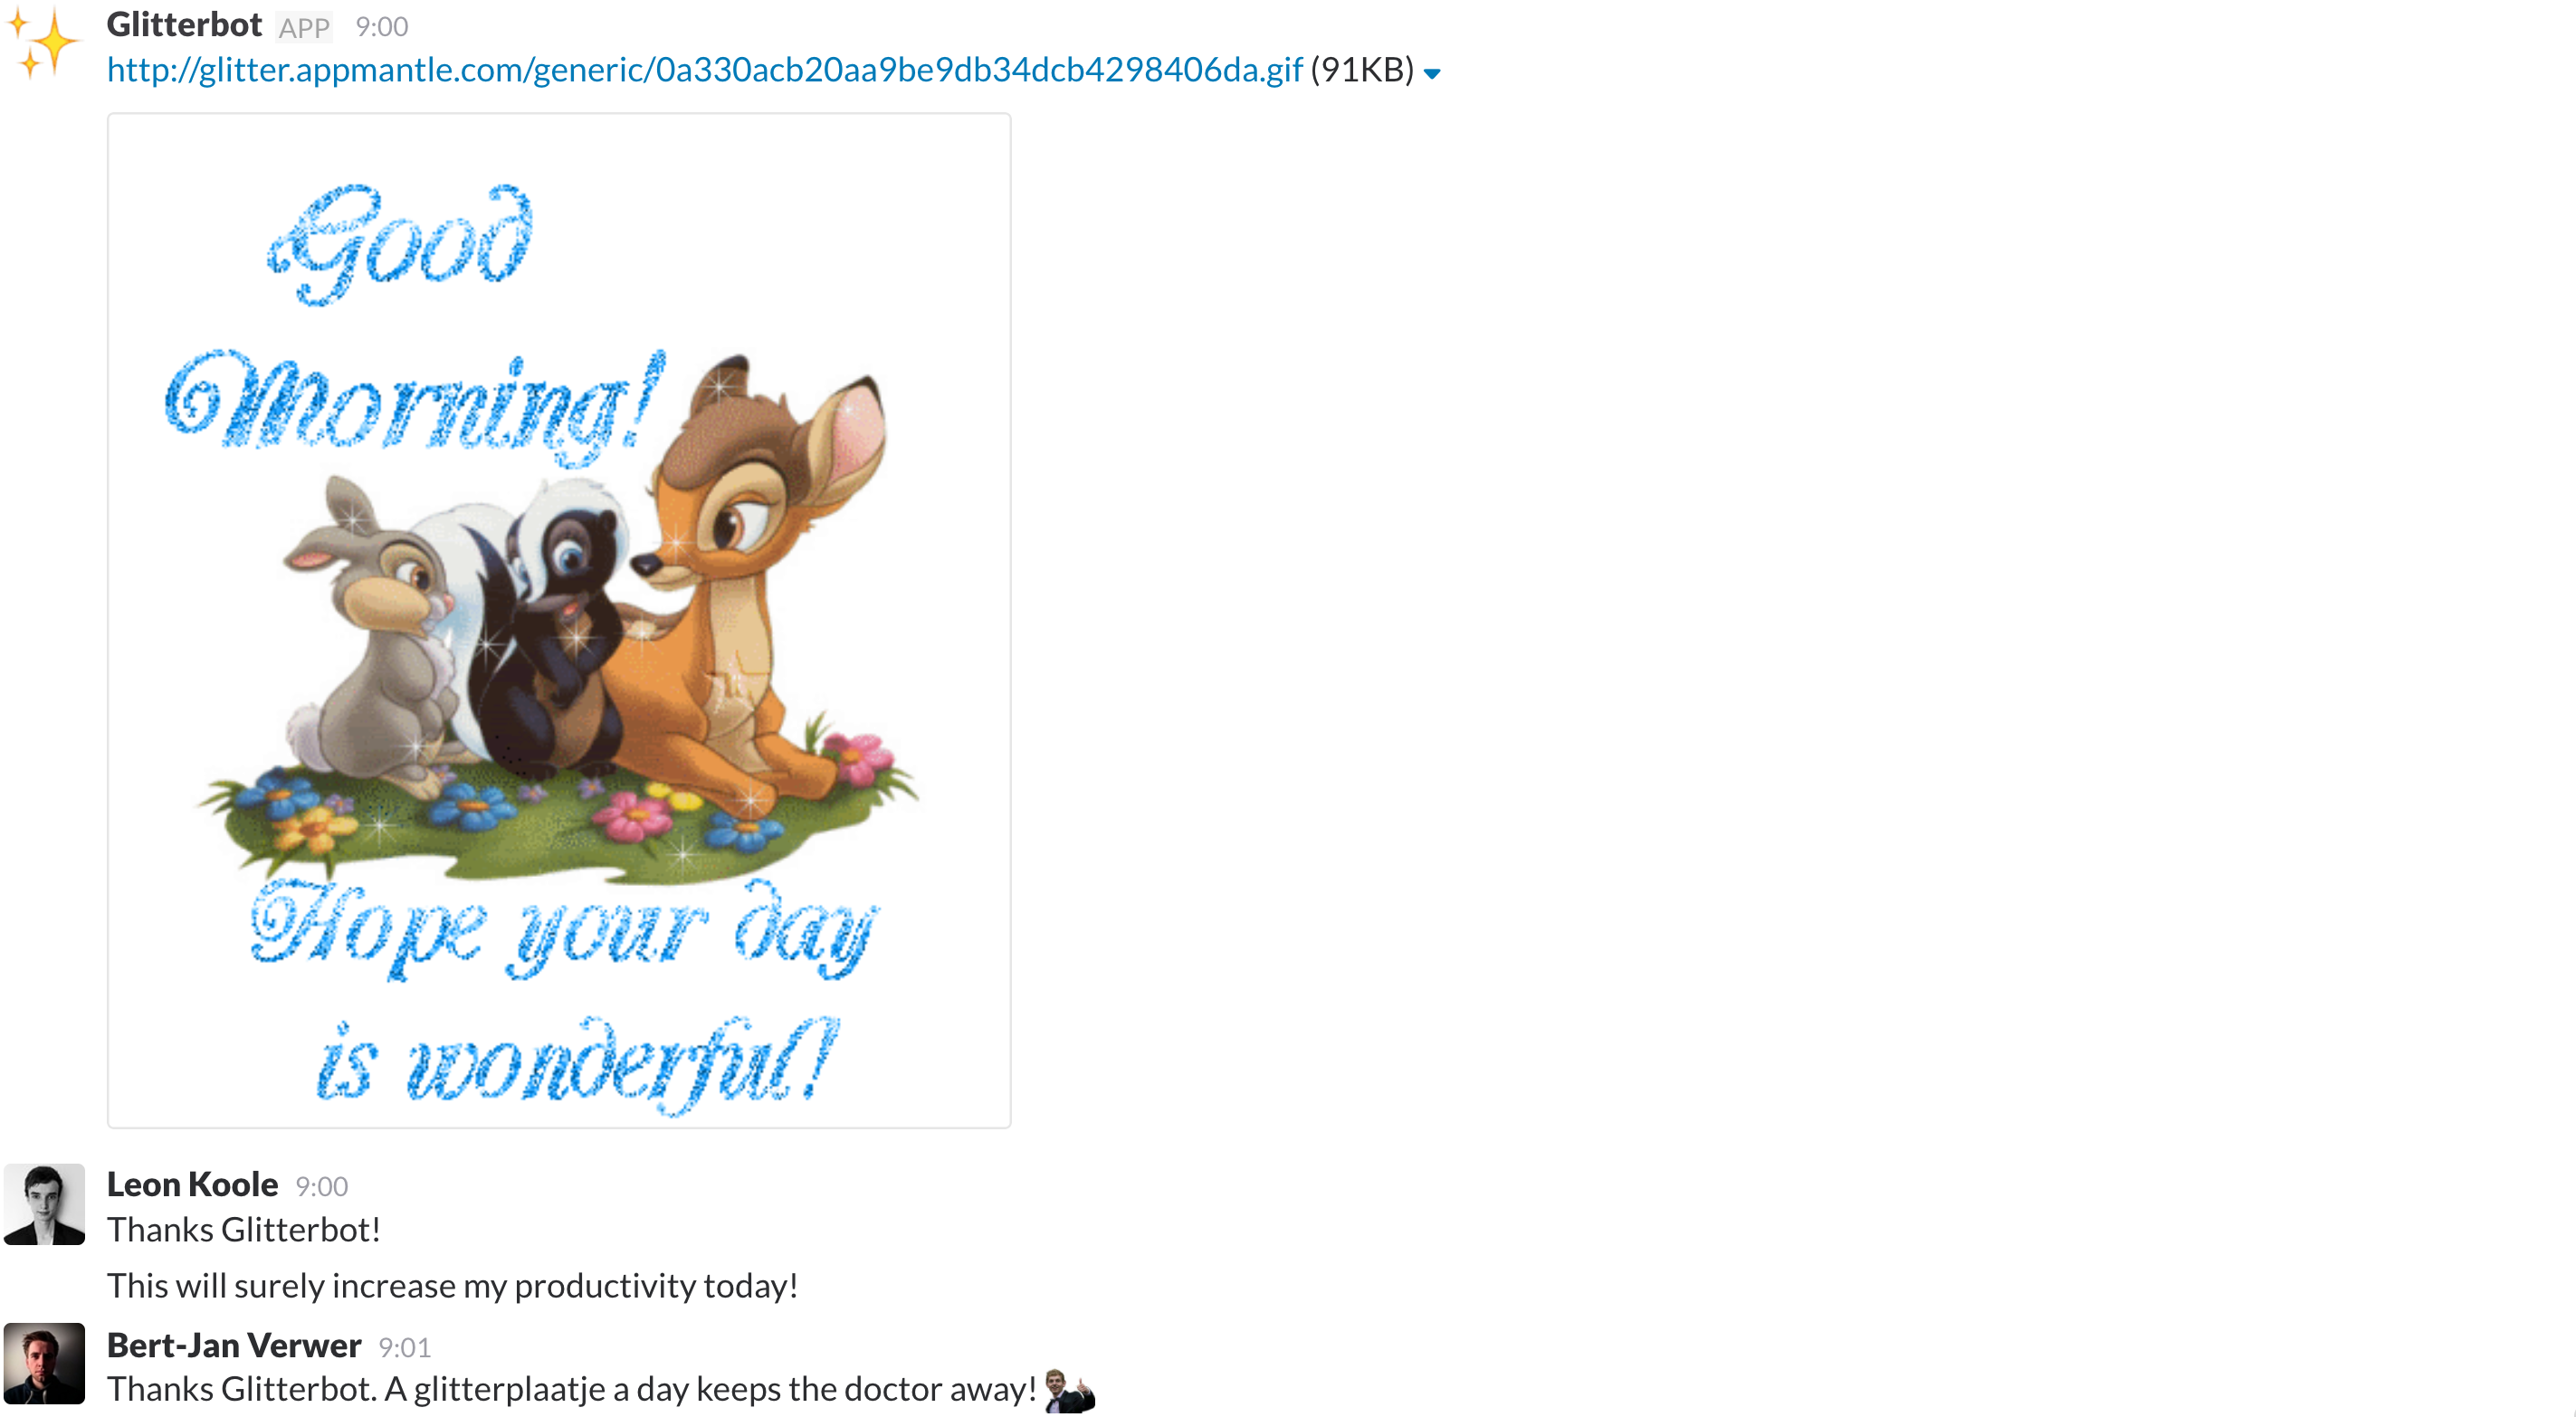 Glitterbot APP 9:00
http://glitter.appmantle.com/generic/0a330acb20aa9be9db34dcb4298406da.gif (91KB)
Good
Morning!
Hope your day
is wonderful!
Leon Koole 9:00
Thanks Glitterbot!
This will surely increase my productivity today!
Bert-Jan Verwer 9:01
Thanks Glitterbot. A glitterplaatje a day keeps the doctor away!